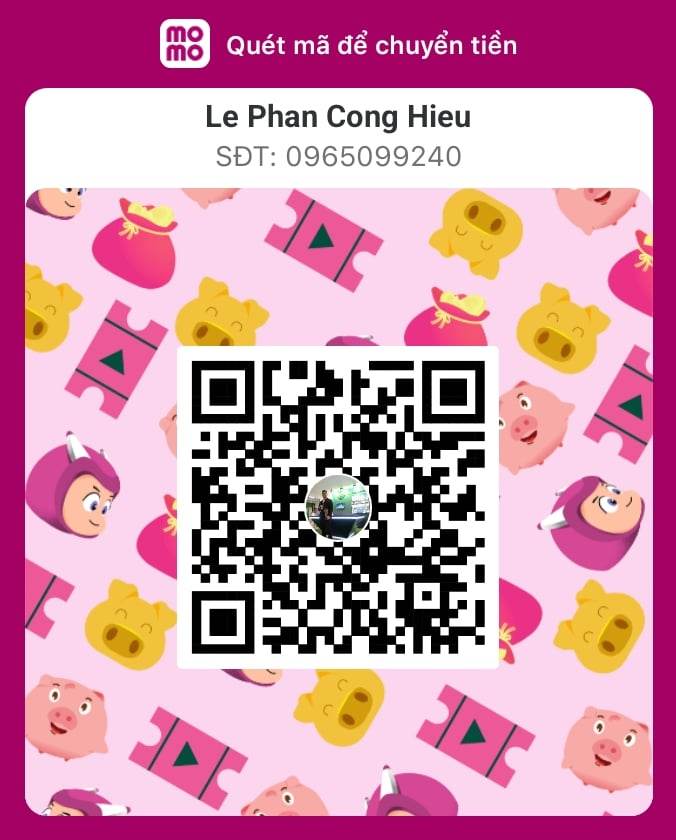 mo
mo
Quét mã để chuyển tiền
Le Phan Cong Hieu
SĐT: 0965099240